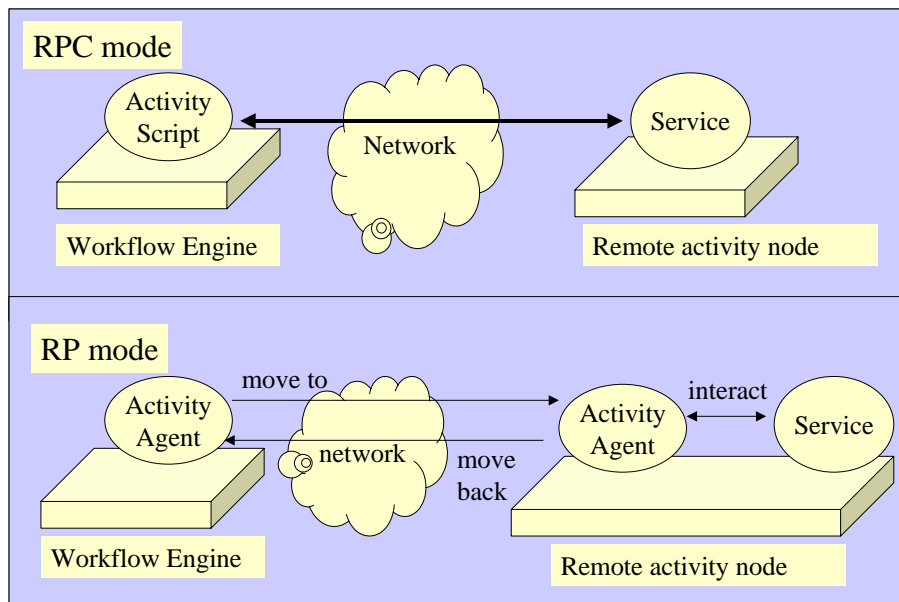 RPC mode
Activity
Script
Network
Service
Workflow Engine
Remote activity node
RP mode
move to
interact
Activity
Agent
network
move
back
Activity
Agent
Service
Workflow Engine
Remote activity node